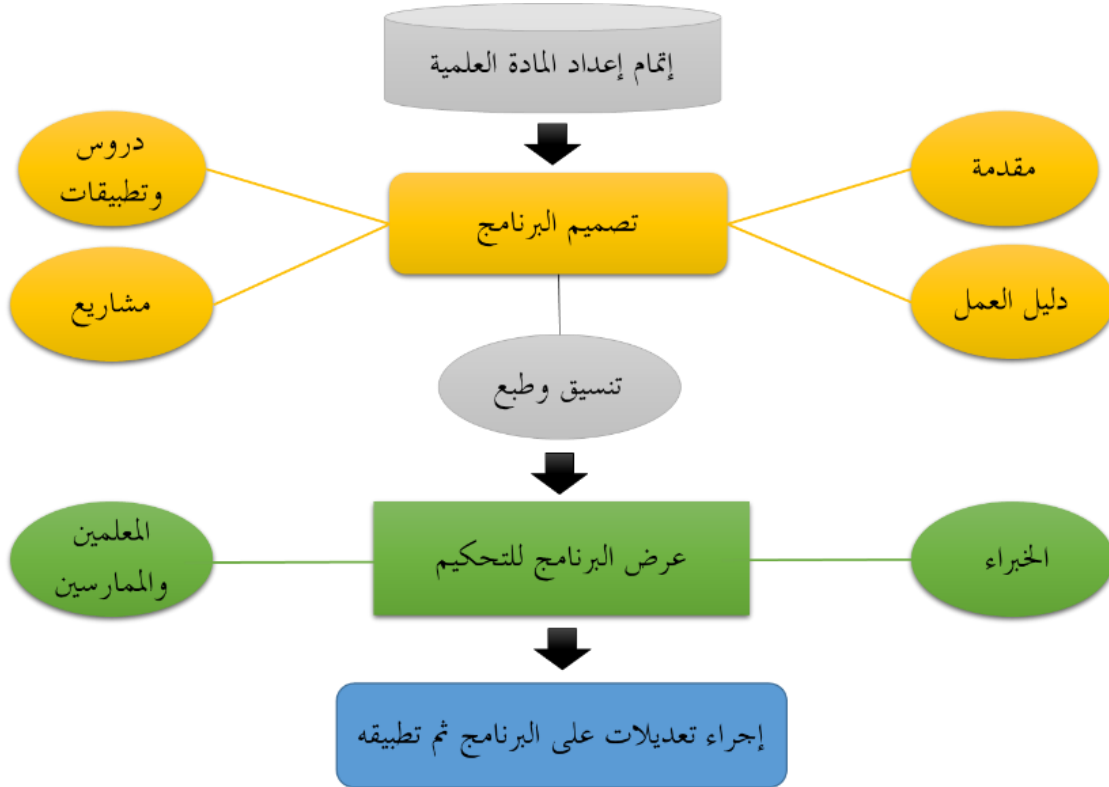 إتمام إعداد المادة العلمية
مقدمة
دروس
وتطبيقات
تصميم البرنامج
دليل العمل
مشاريع
تنسيق وطبع
الخبراء
عرض البرنامج للتحكيم
المعلمين
والممارسين
إجراء تعديلات على البرنامج ثم تطبيقه